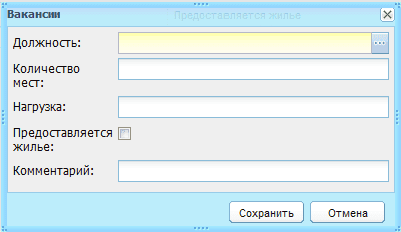 Вакансии
Предоставляется жилье
Должность:
...
Количество
мест:
Нагрузка:
Предоставляется
жилье:
Комментарий:
Сохранить
Отмена